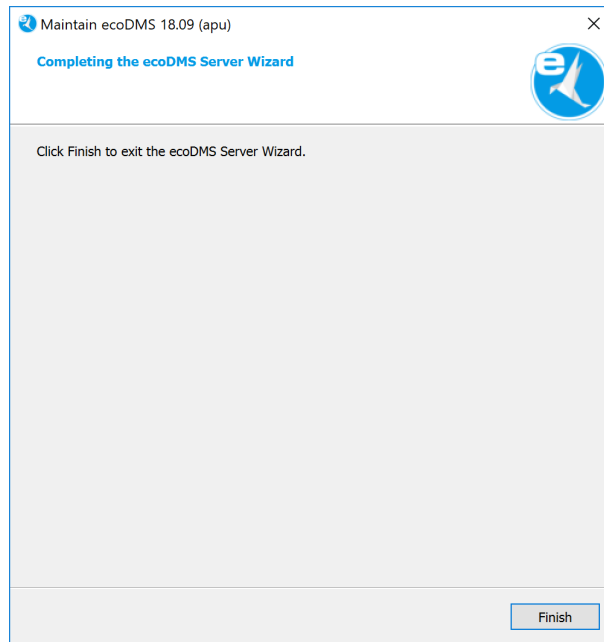 Maintain ecoDMS 18.09 (apu)
Completing the ecoDMS Server Wizard
e
Click Finish to exit the ecoDMS Server Wizard.
Finish